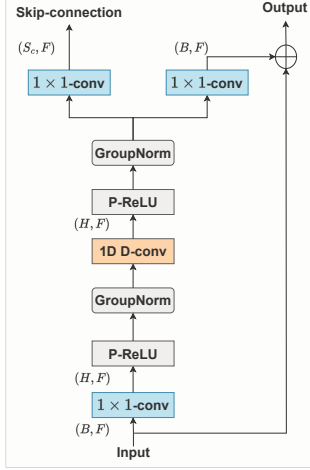 Skip-connection
Output
(S_c, F)
(B, F)
1 × 1-conv
1 × 1-conv
GroupNorm
P-ReLU
(H, F)
1D D-conv
GroupNorm
P-ReLU
(H, F)
1 × 1-conv
(B, F)
Input